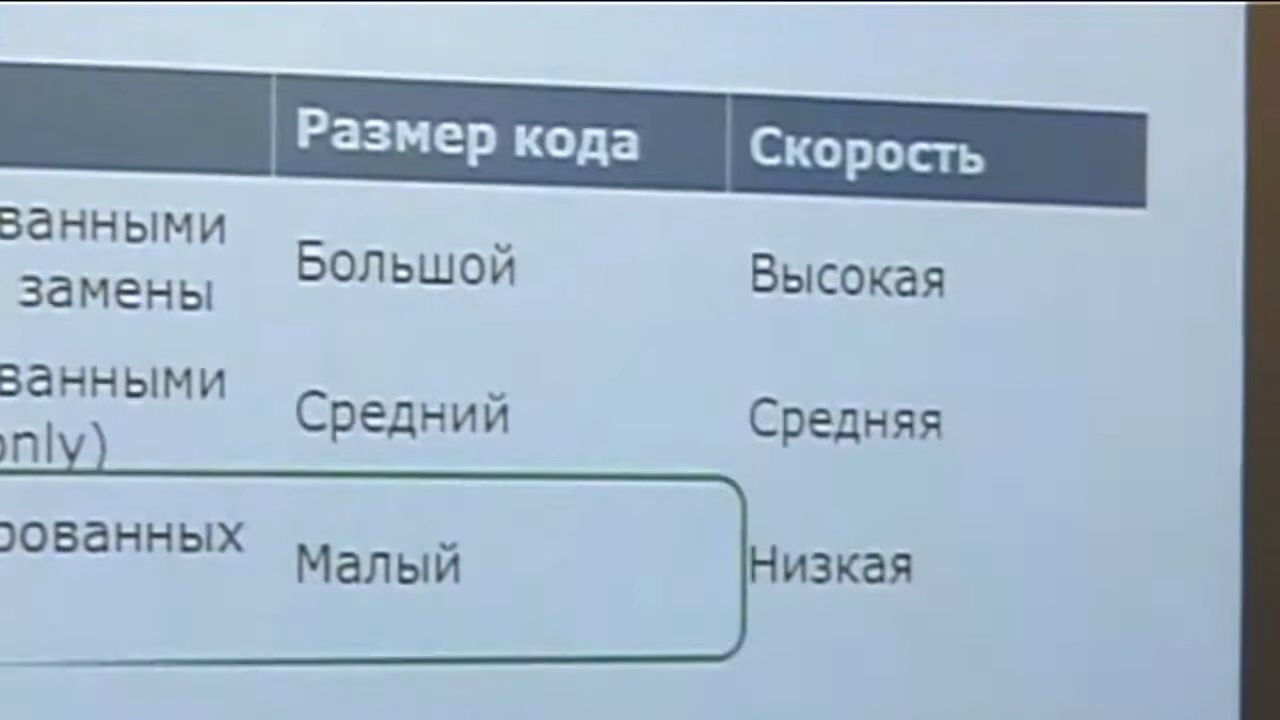 Размер кода Скорость
ванными
замены Большой Высокая
ванными
only) Средний Средняя
рованных
Малый Низкая